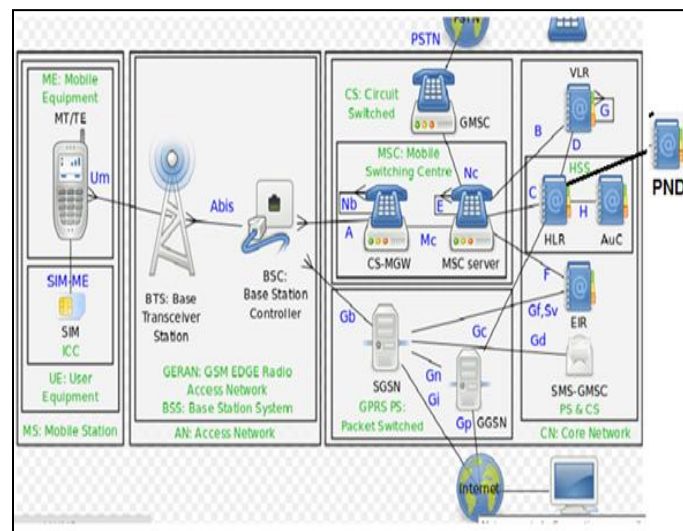 PSTN
PSTN
ME: Mobile
Equipment
MT/TE
Um
SIM-ME
SIM
ICC
UE: User
Equipment
MS: Mobile Station
Abis
BTS: Base
Transceiver
Station
BSC:
Base Station
Controller
GERAN: GSM EDGE Radio
Access Network
BSS: Base Station System
AN: Access Network
CS: Circuit
Switched
GMSC
MSC: Mobile
Switching Centre
Nc
Nb
E
A
Mc
CS-MGW
MSC server
Gb
SGSN
GPRS PS:
Packet Switched
Gn
Gi
Gc
Gp
GGSN
VLR
G
B
D
HSS
C
H
HLR
AuC
PND
F
Gf,Sv
EIR
Gd
SMS-GMSC
PS & CS
CN: Core Network
Internet